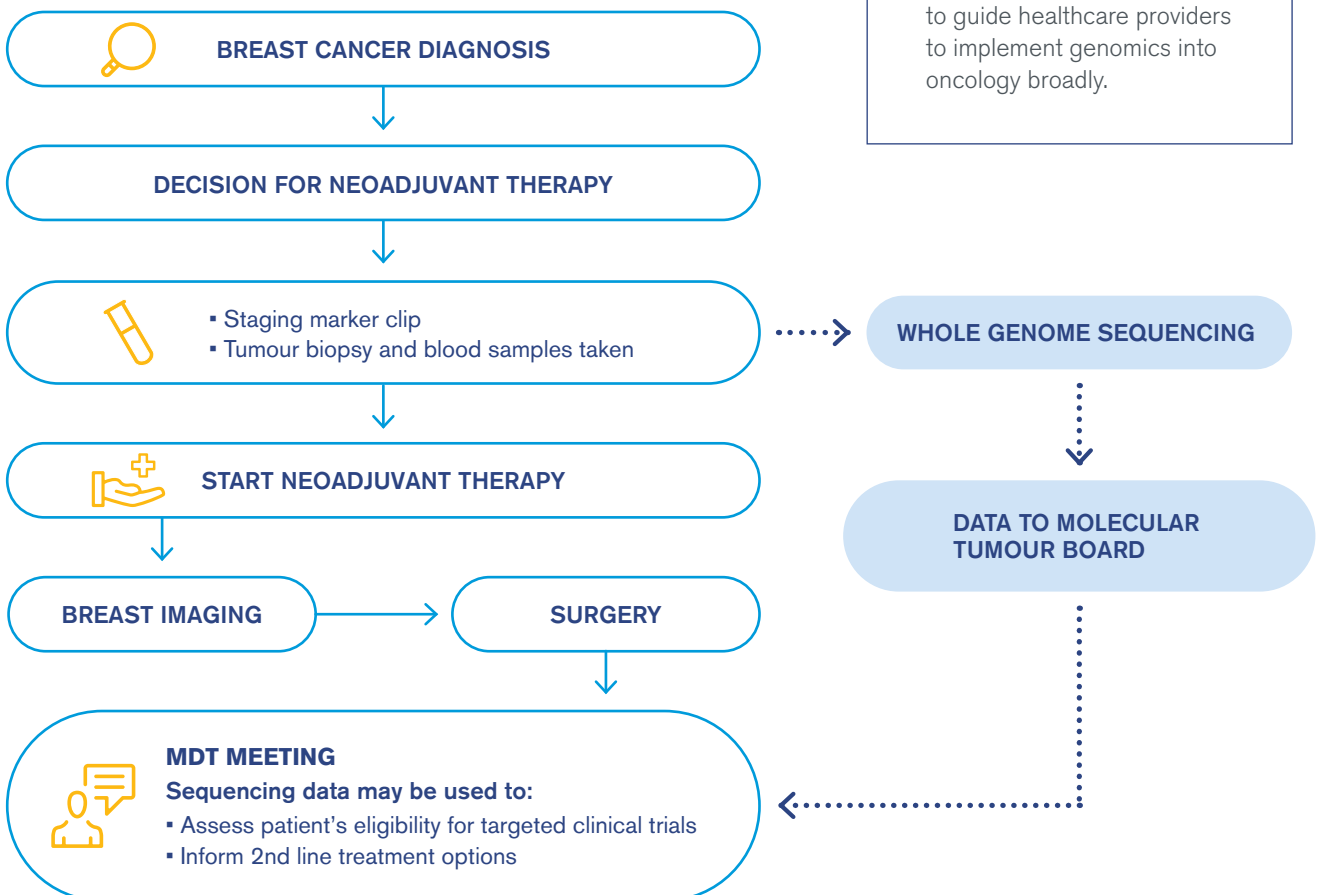 BREAST CANCER DIAGNOSIS
to guide healthcare providers
to implement genomics into
oncology broadly.
DECISION FOR NEOADJUVANT THERAPY
▪ Staging marker clip
▪ Tumour biopsy and blood samples taken
WHOLE GENOME SEQUENCING
START NEOADJUVANT THERAPY
DATA TO MOLECULAR
TUMOUR BOARD
BREAST IMAGING
SURGERY
MDT MEETING
Sequencing data may be used to:
▪ Assess patient’s eligibility for targeted clinical trials
▪ Inform 2nd line treatment options